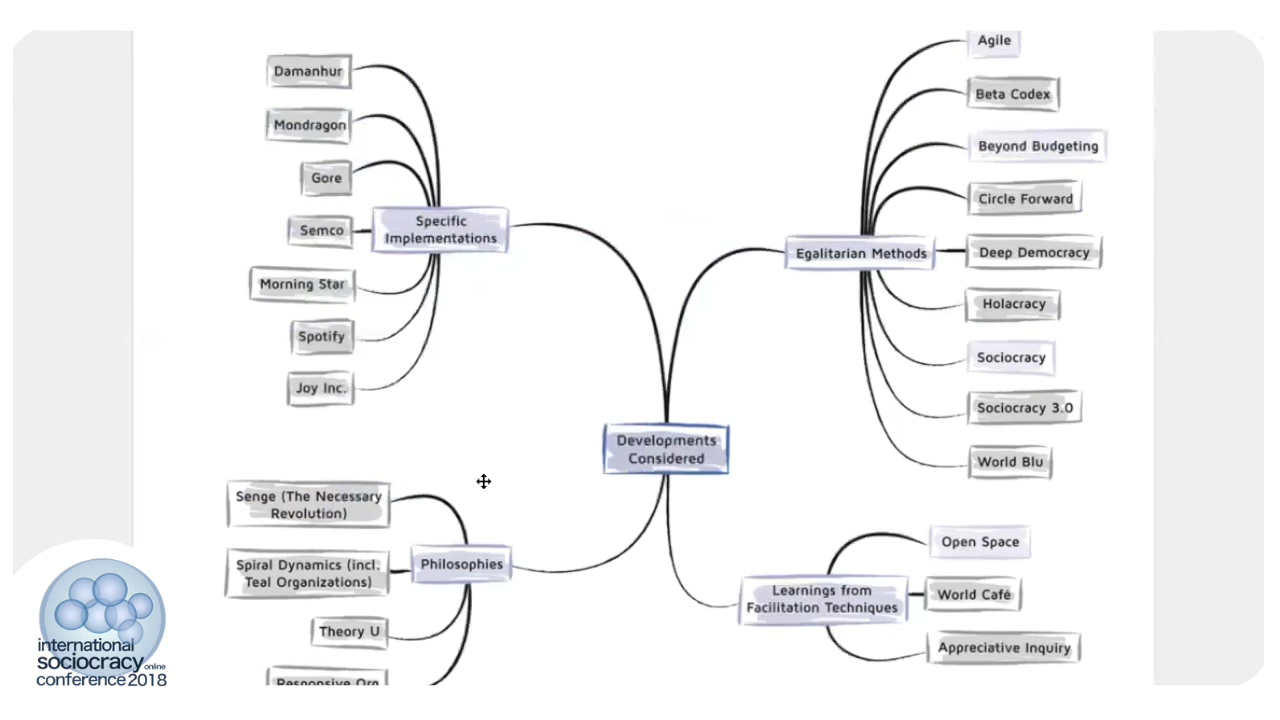 Damanhur
Mondragon
Gore
Semco
Morning Star
Spotify
Joy Inc.
Specific
Implementations
Agile
Beta Codex
Beyond Budgeting
Circle Forward
Deep Democracy
Holacracy
Sociocracy
Sociocracy 3.0
World Blu
Egalitarian Methods
Developments
Considered
Senge (The Necessary
Revolution)
Spiral Dynamics (incl.
Teal Organizations)
Theory U
Responsive Org
Philosophies
Learnings from
Facilitation Techniques
Open Space
World Café
Appreciative Inquiry
international
sociocracy online
conference 2018